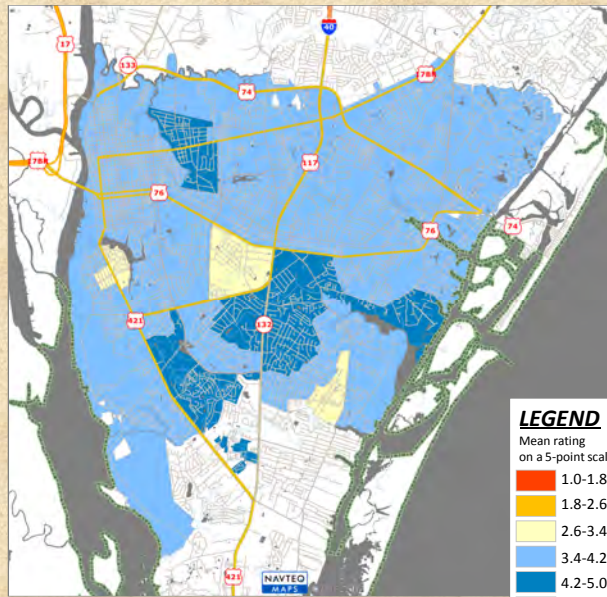 17
133
40
74
178R
117
178R
76
76
74
421
132
421
NAVTEQ
MAPS
LEGEND
Mean rating
on a 5-point scal
1.0-1.8
1.8-2.6
2.6-3.4
3.4-4.2
4.2-5.0